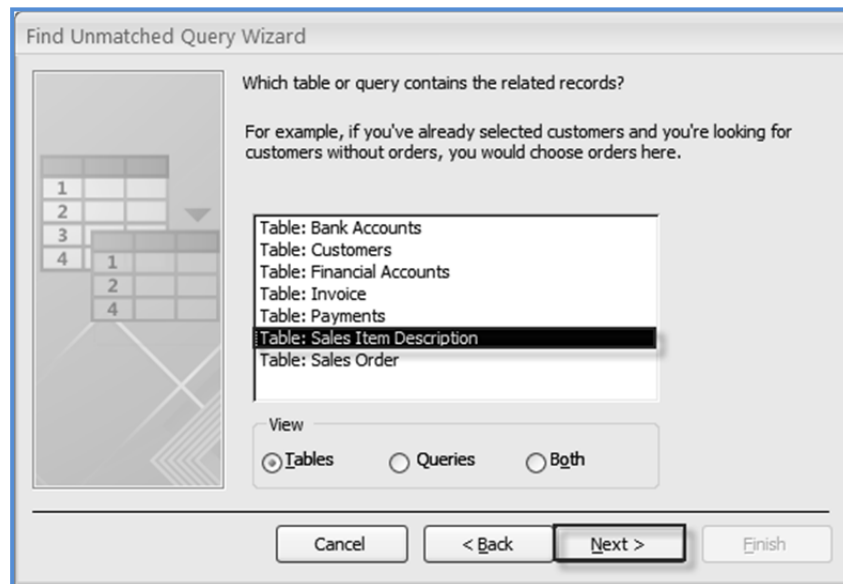 Find Unmatched Query Wizard
Which table or query contains the related records?
For example, if you've already selected customers and you're looking for
customers without orders, you would choose orders here.
1
2
3
4
1
2
4
Table: Bank Accounts
Table: Customers
Table: Financial Accounts
Table: Invoice
Table: Payments
Table: Sales Item Description
Table: Sales Order
View
Tables Queries Both
Cancel < Back Next > Finish